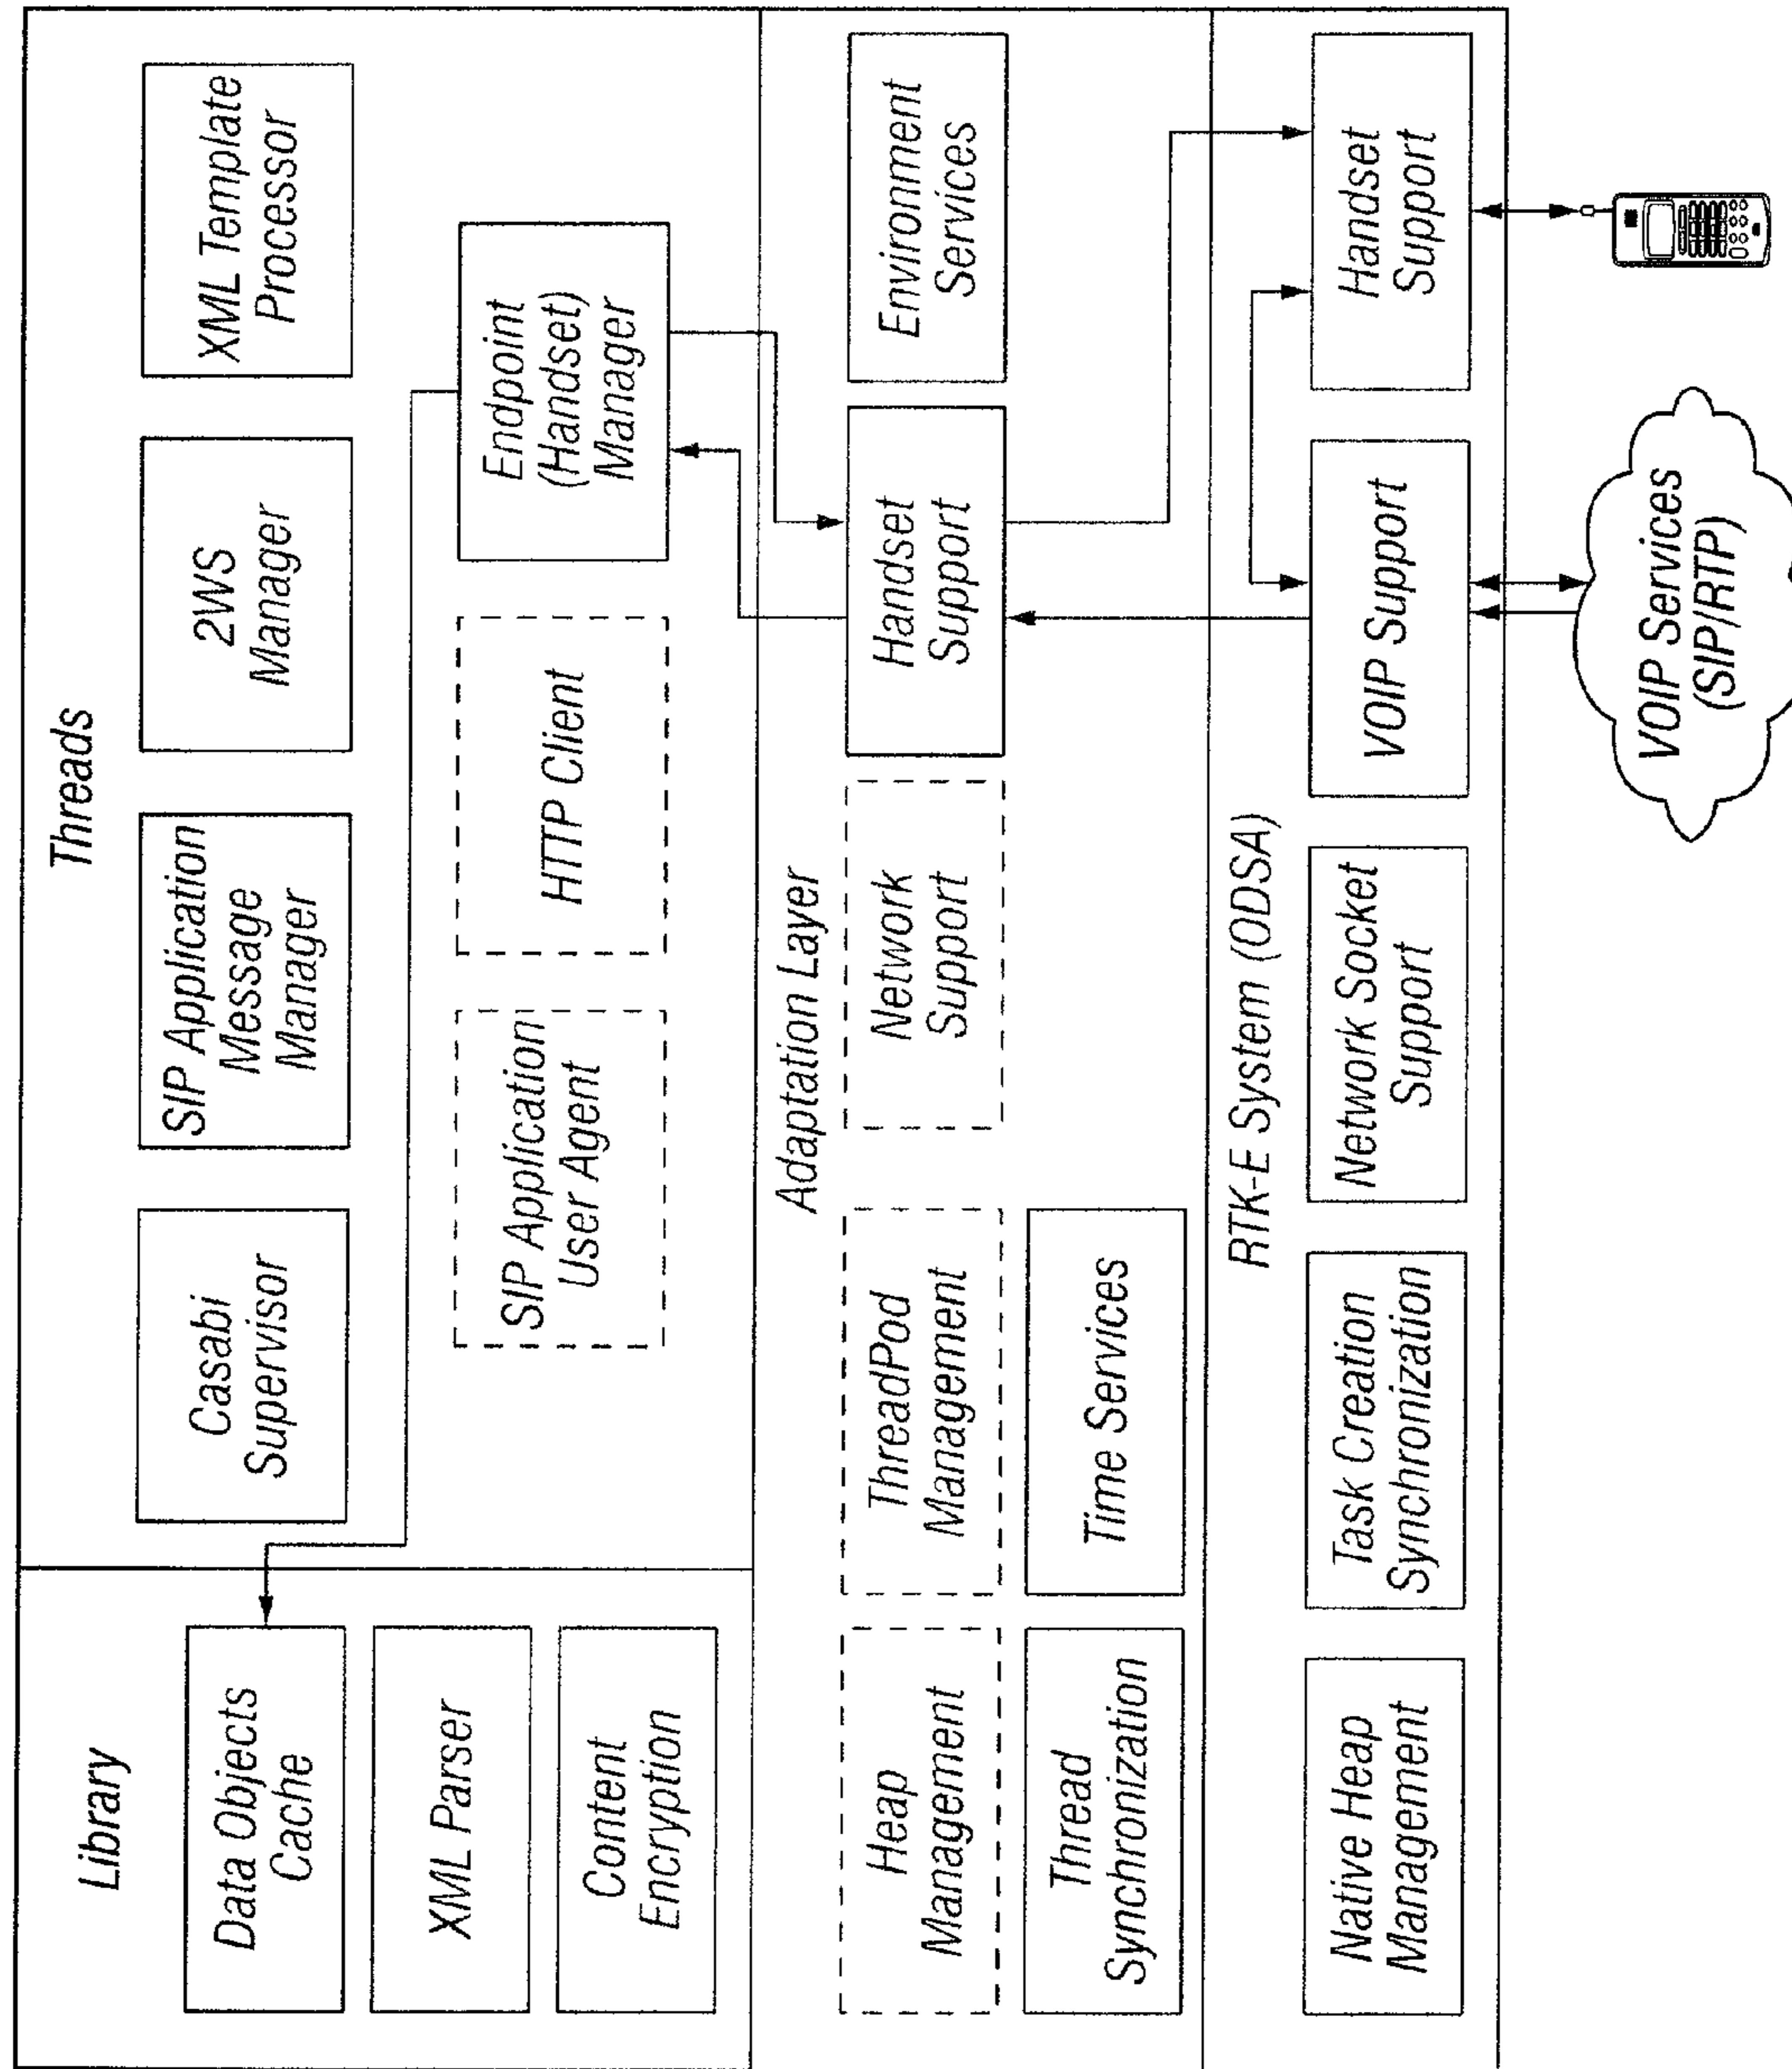 Library
Data Objects
Cache
XML Parser
Content
Encryption
Threads
Casabi
Supervisor
SIP Application
Message
Manager
2WS
Manager
XML Template
Processor
SIP Application
User Agent
HTTP Client
Endpoint
(Handset)
Manager
Adaptation Layer
Heap
Management
ThreadPod
Management
Network
Support
Handset
Support
Environment
Services
Thread
Synchronization
Time Services
RTK-E System (ODSA)
Native Heap
Management
Task Creation
Synchronization
Network Socket
Support
VOIP Support
Handset
Support
VOIP Services
(SIP/RTP)